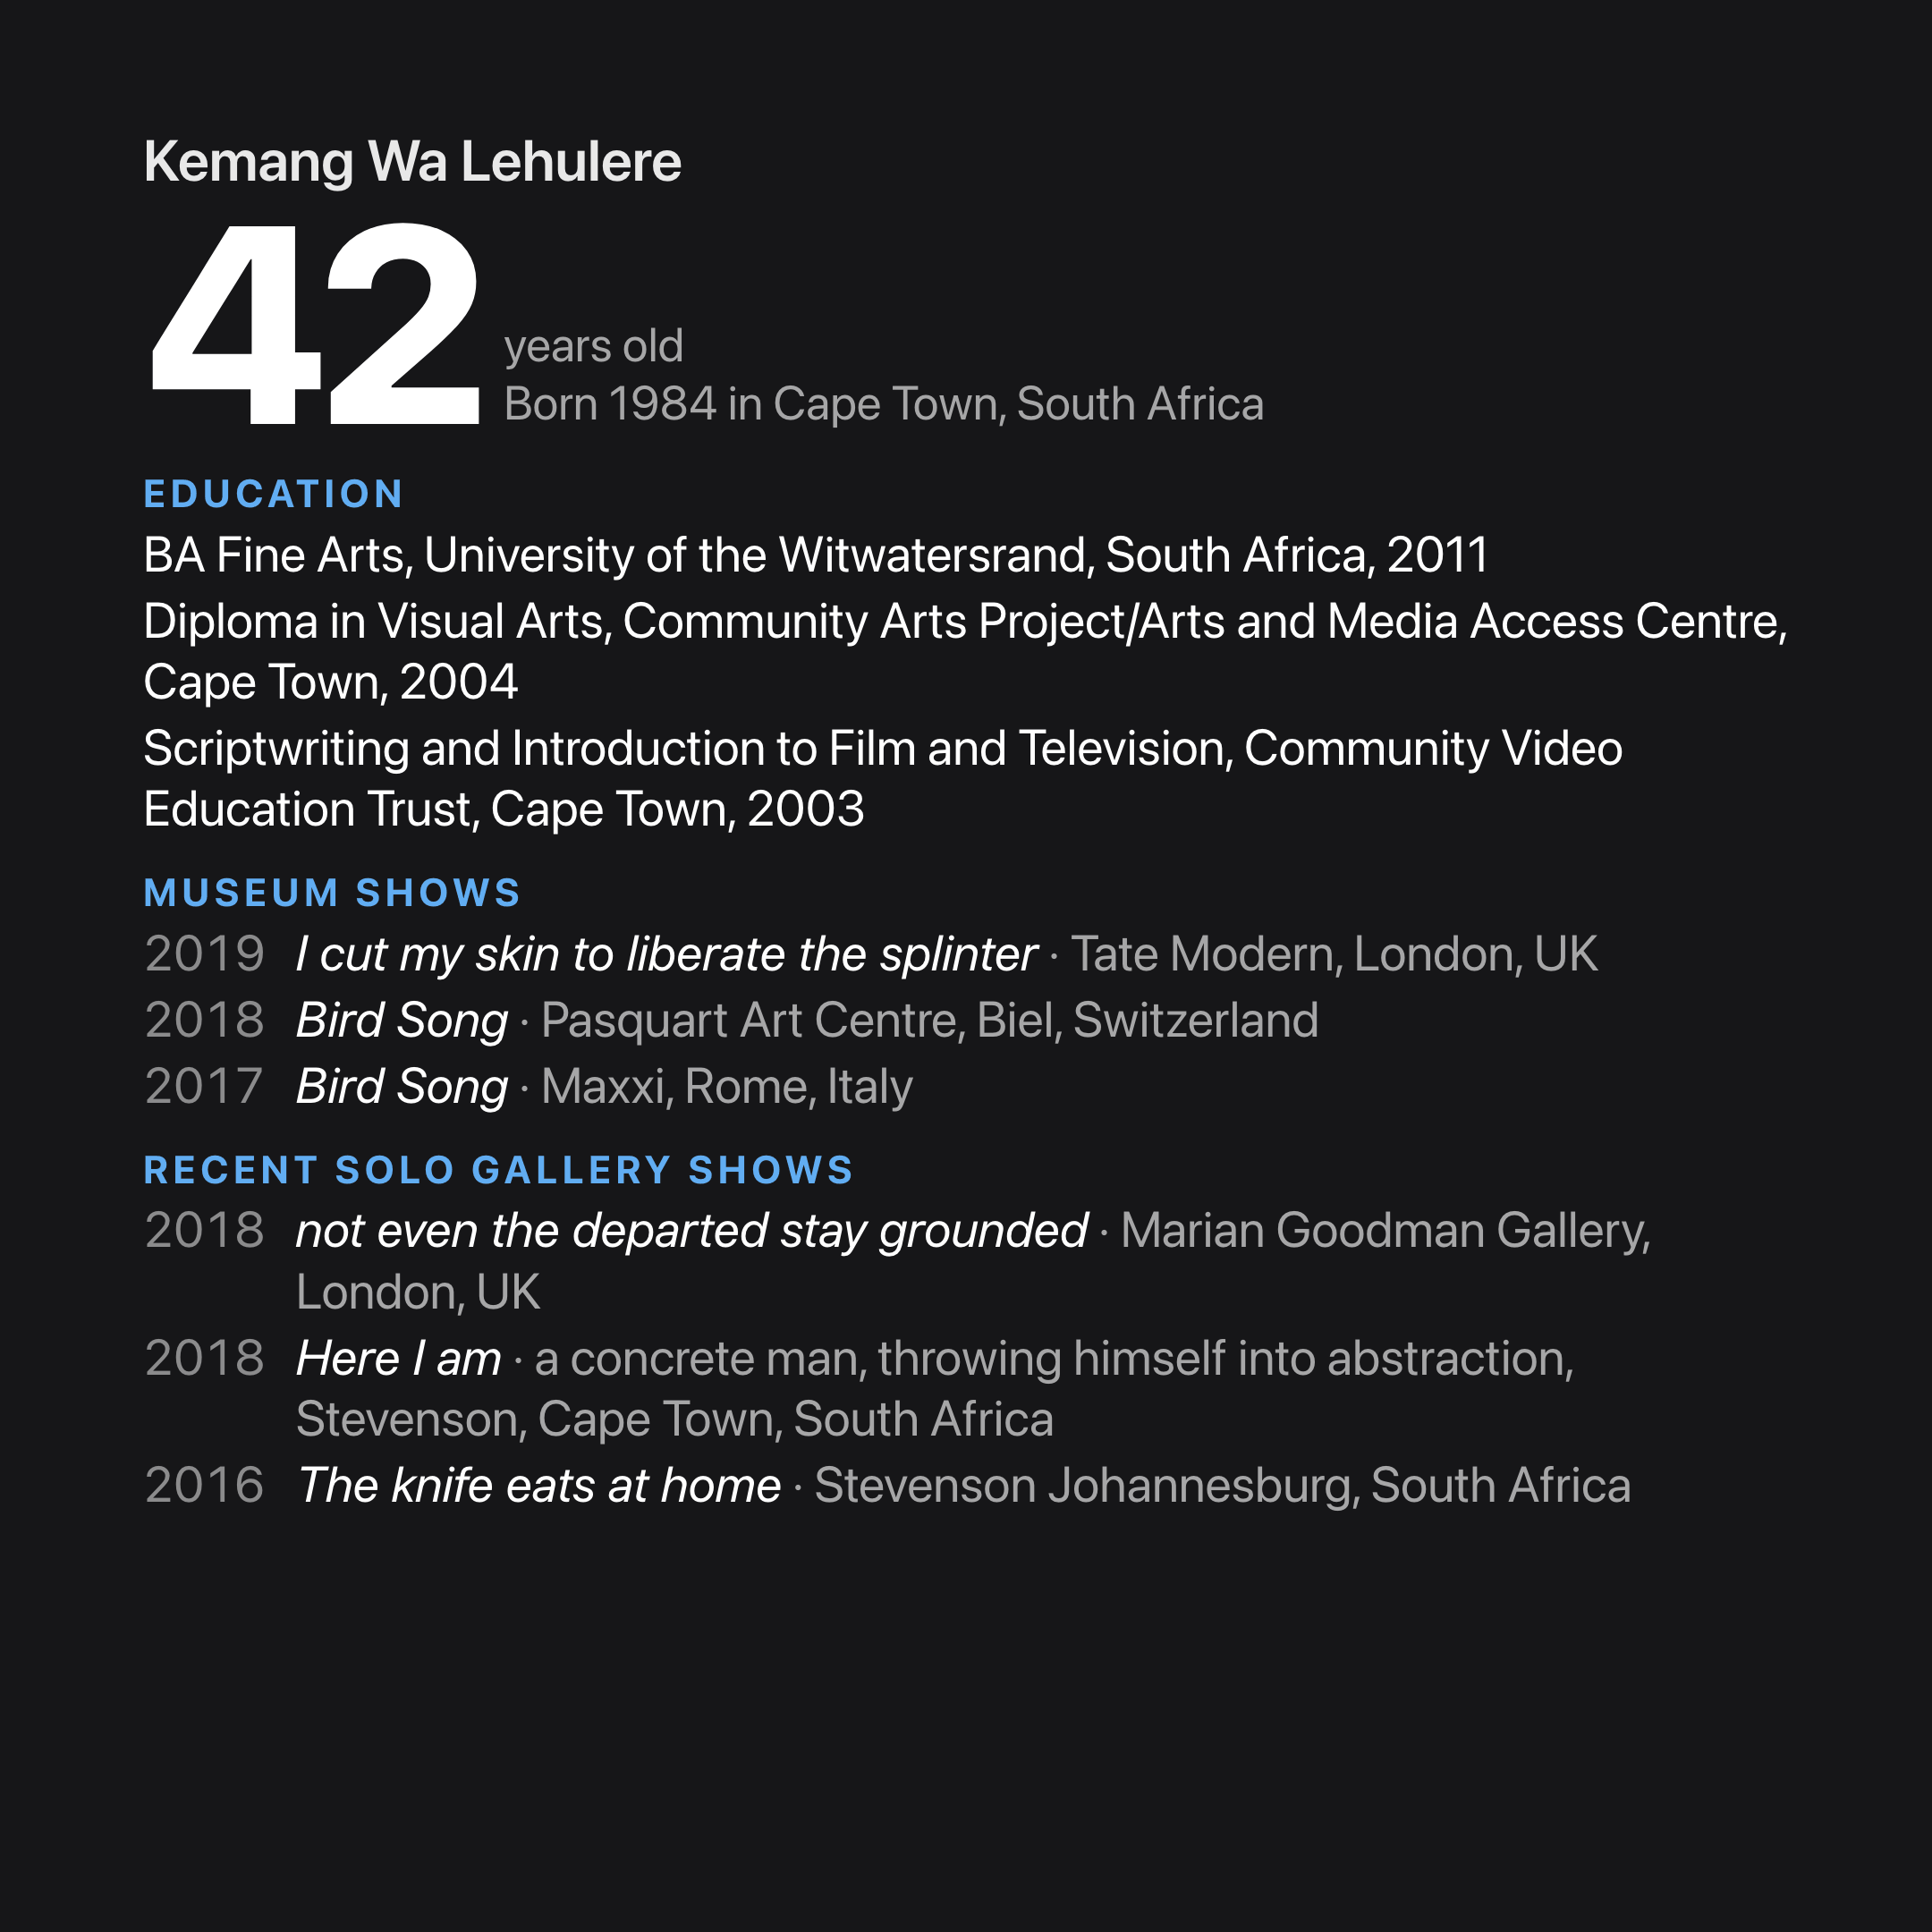 Kemang Wa Lehulere
42
years old
Born 1984 in Cape Town, South Africa
EDUCATION
BA Fine Arts, University of the Witwatersrand, South Africa, 2011
Diploma in Visual Arts, Community Arts Project/Arts and Media Access Centre,
Cape Town, 2004
Scriptwriting and Introduction to Film and Television, Community Video
Education Trust, Cape Town, 2003
MUSEUM SHOWS
2019 I cut my skin to liberate the splinter · Tate Modern, London, UK
2018 Bird Song · Pasquart Art Centre, Biel, Switzerland
2017 Bird Song · Maxxi, Rome, Italy
RECENT SOLO GALLERY SHOWS
2018 not even the departed stay grounded · Marian Goodman Gallery,
London, UK
2018 Here I am · a concrete man, throwing himself into abstraction,
Stevenson, Cape Town, South Africa
2016 The knife eats at home · Stevenson Johannesburg, South Africa